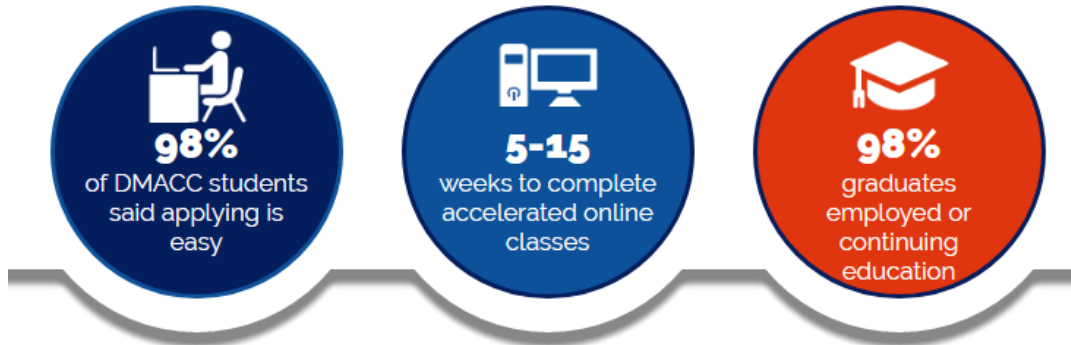 98%
of DMACC students
said applying is
easy
5-15
weeks to complete
accelerated online
classes
98%
graduates
employed or
continuing
education